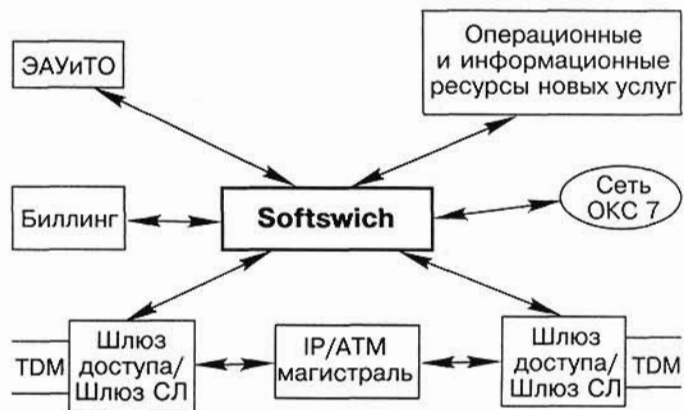 ЭАУиТО
Операционные
и информационные
ресурсы новых услуг
Биллинг
Softswich
Сеть
ОКС 7
TDM
Шлюз
доступа/
Шлюз СЛ
IP/ATM
магистраль
Шлюз
доступа/
Шлюз СЛ
TDM